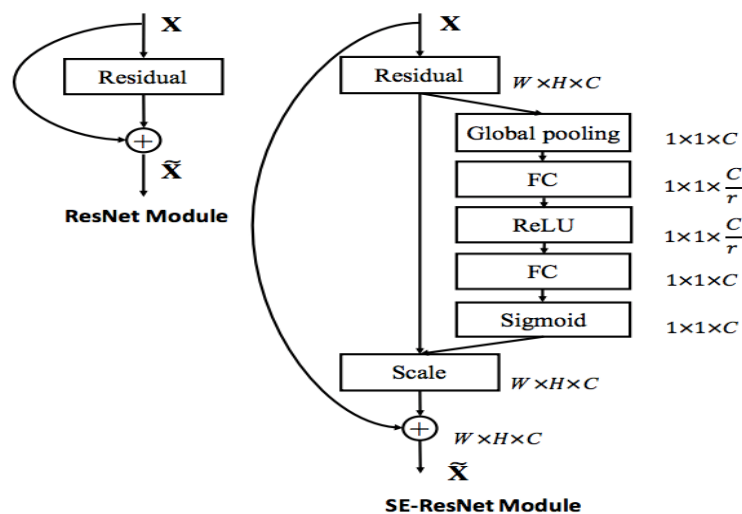 X
Residual
+
X̃
ResNet Module
X
Residual
W×H×C
Global pooling
1×1×C
FC
1×1×C/r
ReLU
1×1×C/r
FC
1×1×C
Sigmoid
1×1×C
Scale
W×H×C
+
W×H×C
X̃
SE-ResNet Module